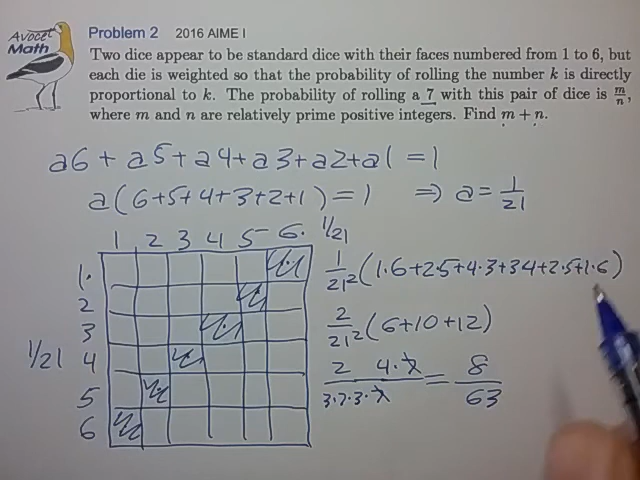 Avocet Math
Problem 2 2016 AIME I
Two dice appear to be standard dice with their faces numbered from 1 to 6, but
each die is weighted so that the probability of rolling the number k is directly
proportional to k. The probability of rolling a 7 with this pair of dice is m/n,
where m and n are relatively prime positive integers. Find m + n.
a6 + a5 + a4 + a3 + a2 + a1 = 1
a(6+5+4+3+2+1) = 1 ⇒ a = 1/21
1 2 3 4 5 6. 1/21
1.
2
3
1/21 4
5
6
1/21² (1·6+2·5+4·3+34+2·5+1·6)
2/21² (6+10+12)
2 4·7 / 3·7·3·7 = 8/63